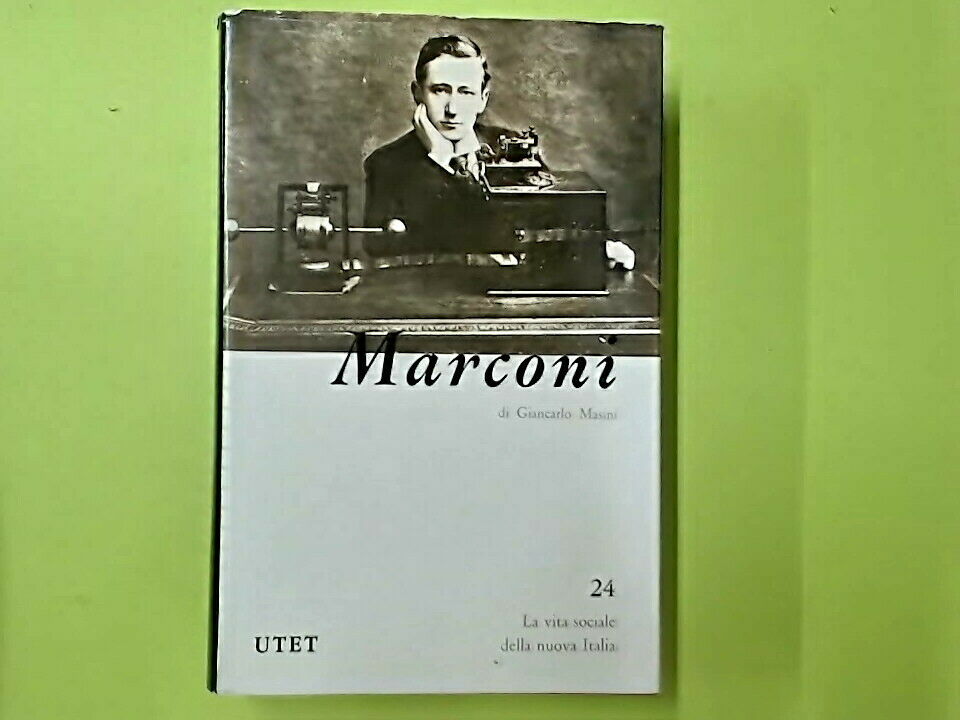 Marconi
di Giancarlo Masini
24
La vita sociale
della nuova Italia
UTET